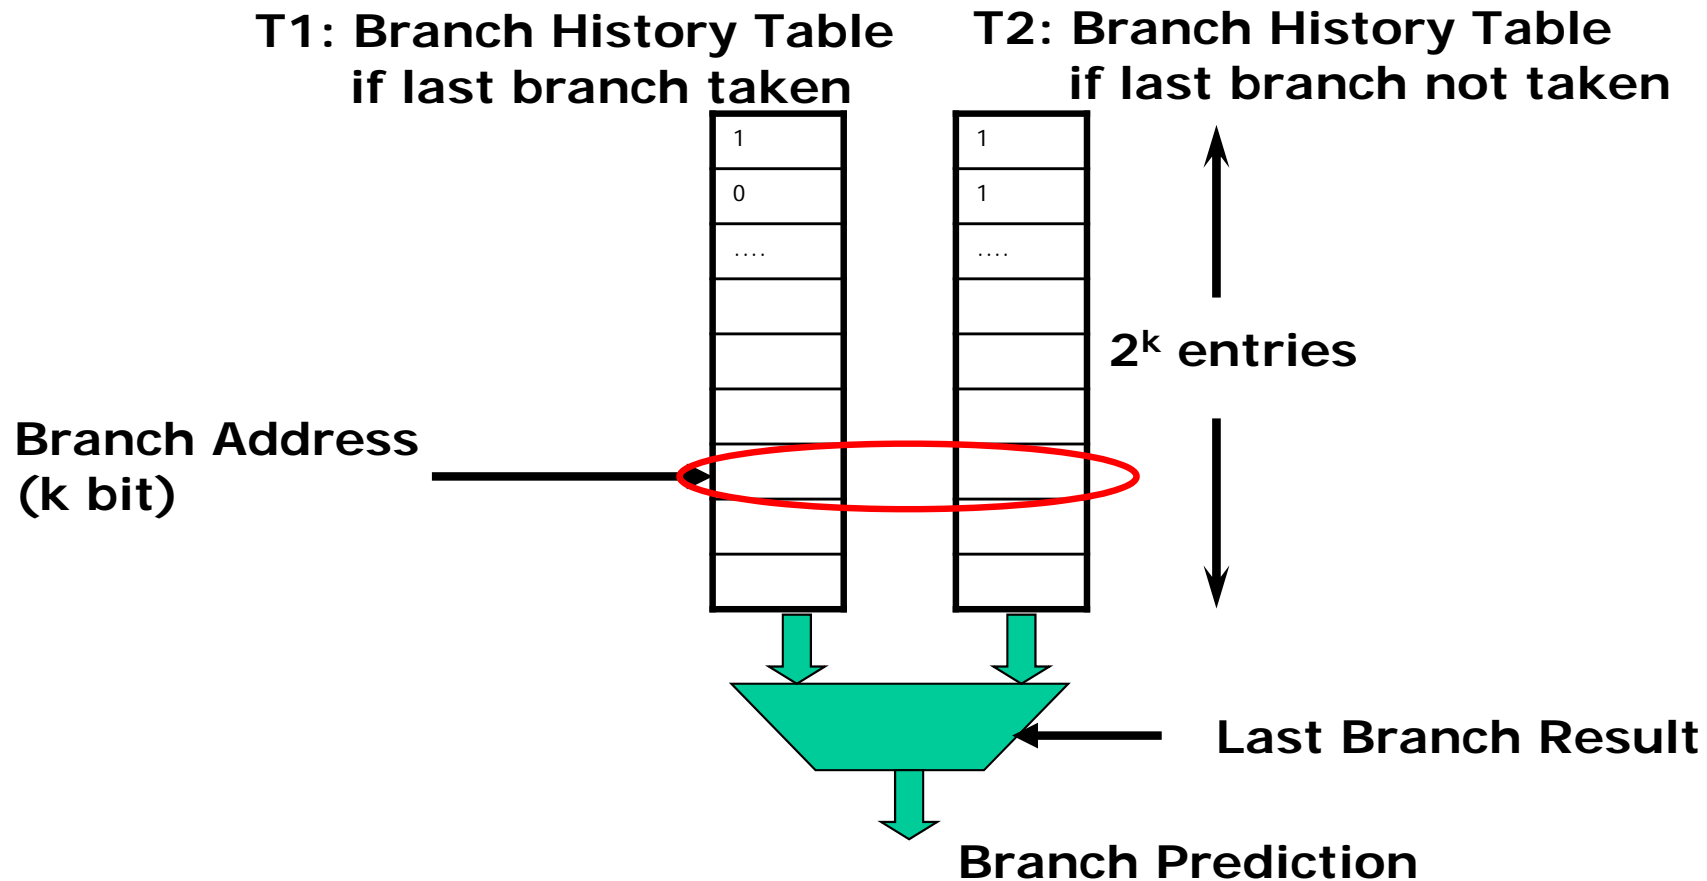 T1: Branch History Table
if last branch taken
T2: Branch History Table
if last branch not taken
1
1
0
1
....
....
2ᵏ entries
Branch Address
(k bit)
Last Branch Result
Branch Prediction